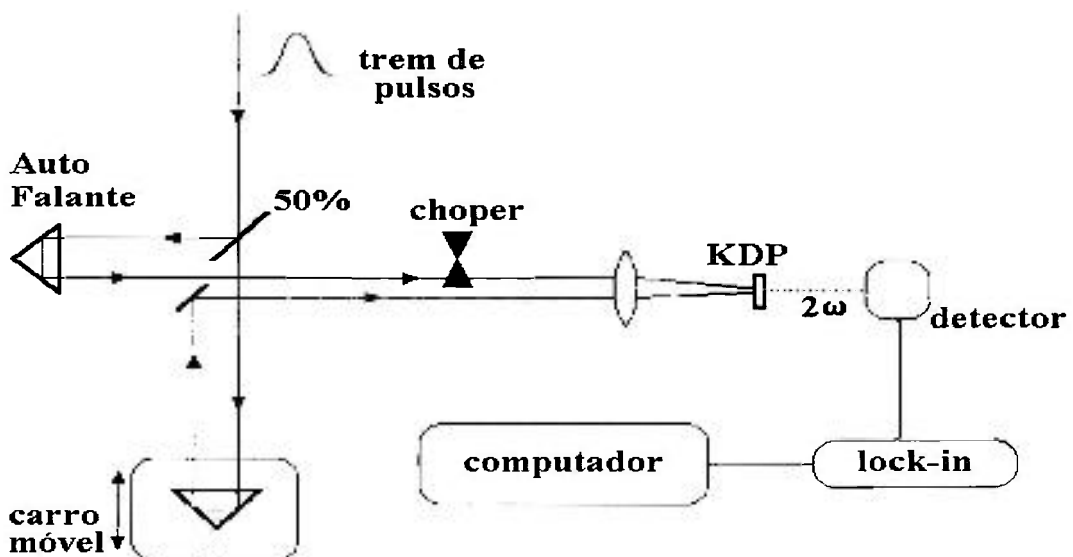 trem de
pulsos
Auto
Falante
50%
choper
KDP
2ω
detector
computador
lock-in
carro
móvel